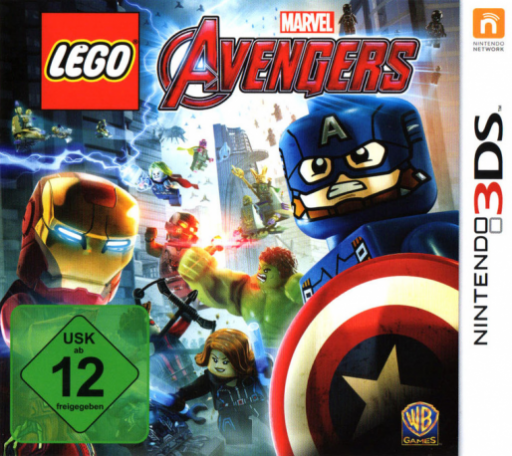 LEGO
MARVEL
AVENGERS
NINTENDO
NETWORK
NINTENDO 3DS
A
USK
ab
12
freigegeben
WB
GAMES